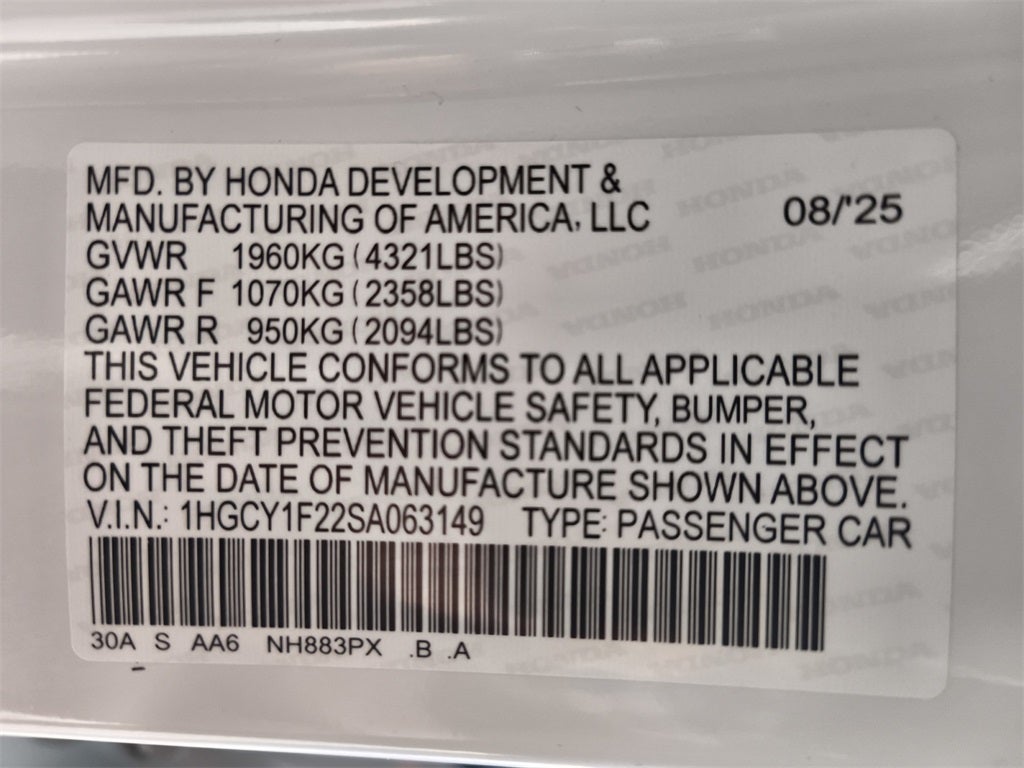 MFD. BY HONDA DEVELOPMENT &
MANUFACTURING OF AMERICA, LLC 08/'25
GVWR 1960KG (4321LBS)
GAWR F 1070KG (2358LBS)
GAWR R 950KG (2094LBS)
THIS VEHICLE CONFORMS TO ALL APPLICABLE
FEDERAL MOTOR VEHICLE SAFETY, BUMPER,
AND THEFT PREVENTION STANDARDS IN EFFECT
ON THE DATE OF MANUFACTURE SHOWN ABOVE.
V.I.N.: 1HGCY1F22SA063149 TYPE: PASSENGER CAR
30A S AA6 NH883PX .B .A